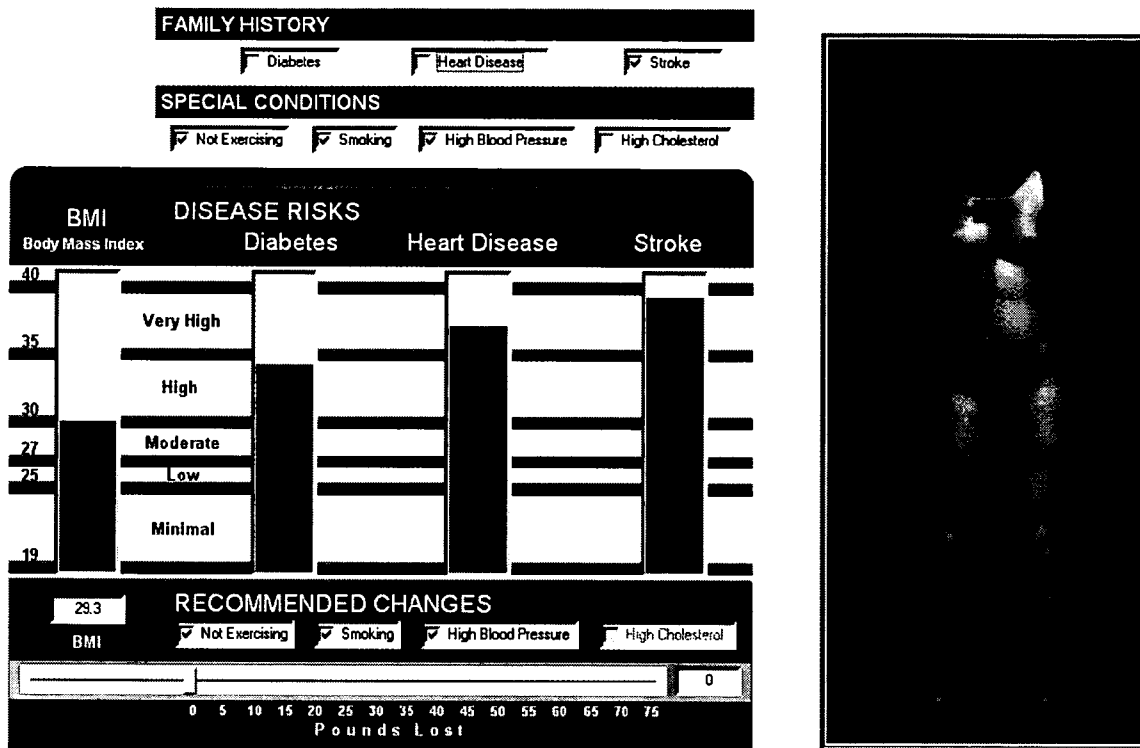 FAMILY HISTORY
Diabetes Heart Disease Stroke
SPECIAL CONDITIONS
Not Exercising Smoking High Blood Pressure High Cholesterol
BMI
Body Mass Index
DISEASE RISKS
Diabetes Heart Disease Stroke
40
Very High
35
High
30
Moderate
27
Low
25
Minimal
19
29.3
BMI
RECOMMENDED CHANGES
Not Exercising Smoking High Blood Pressure High Cholesterol
0
0 5 10 15 20 25 30 35 40 45 50 55 60 65 70 75
Pounds Lost